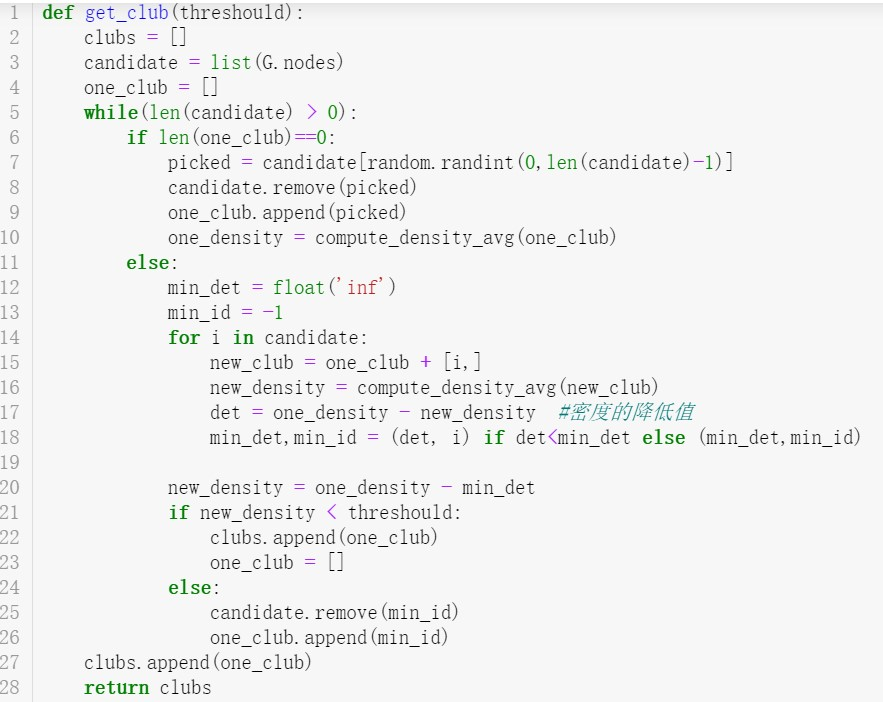 1 def get_club(threshould):
2     clubs = []
3     candidate = list(G.nodes)
4     one_club = []
5     while(len(candidate) > 0):
6         if len(one_club)==0:
7             picked = candidate[random.randint(0,len(candidate)-1)]
8             candidate.remove(picked)
9             one_club.append(picked)
10             one_density = compute_density_avg(one_club)
11         else:
12             min_det = float('inf')
13             min_id = -1
14             for i in candidate:
15                 new_club = one_club + [i,]
16                 new_density = compute_density_avg(new_club)
17                 det = one_density - new_density  #密度的降低值
18                 min_det,min_id = (det, i) if det<min_det else (min_det,min_id)
19
20             new_density = one_density - min_det
21             if new_density < threshould:
22                 clubs.append(one_club)
23                 one_club = []
24             else:
25                 candidate.remove(min_id)
26                 one_club.append(min_id)
27     clubs.append(one_club)
28     return clubs